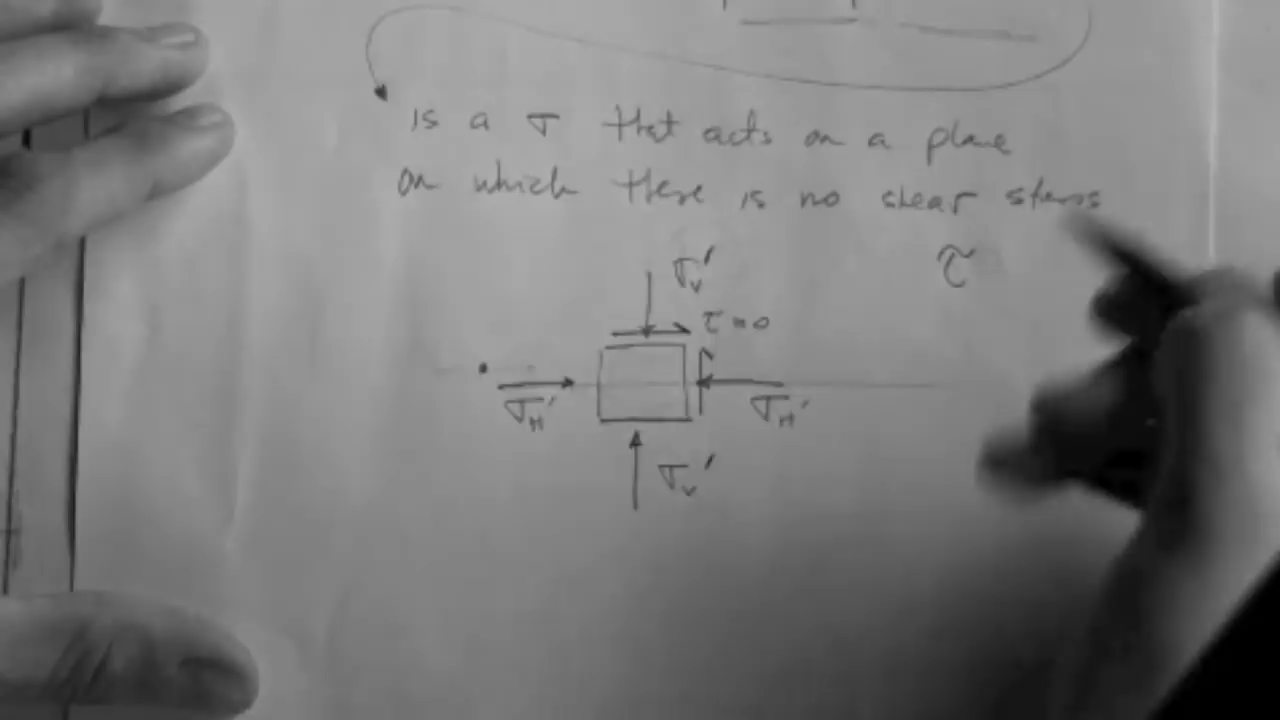 is a σ that acts on a plane
on which there is no shear stress
τ
σv'
τ=0
σH'
σH'
σv'